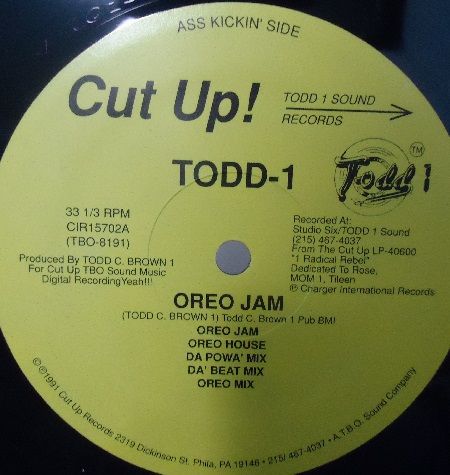 ASS KICKIN' SIDE
Cut Up!
TODD 1 SOUND
RECORDS
TODD-1
TM
Todd 1
33 1/3 RPM
CIR15702A
(TBO-8191)
Produced By TODD C. BROWN 1
For Cut Up TBO Sound Music
Digital RecordingYeah!!!
Recorded At:
Studio Six/TODD 1 Sound
(215) 467-4037
From The Cut Up LP-40600
"1 Radical Rebel"
Dedicated To Rose,
MOM 1, Tileen
℗ Charger International Records
OREO JAM
(TODD C. BROWN 1) Todd C. Brown 1 Pub BMI
OREO JAM
OREO HOUSE
DA POWA' MIX
DA' BEAT MIX
OREO MIX
© ℗1991 Cut Up Records 2319 Dickinson St. Phila, PA 19146 • 215/ 467-4037 • A T.B.O. Sound Company